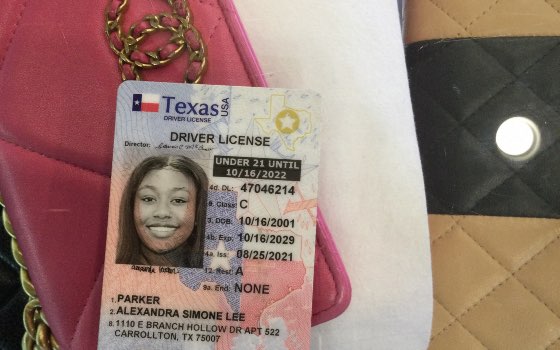 Texas USA
DRIVER LICENSE
DRIVER LICENSE
Director:
UNDER 21 UNTIL
10/16/2022
4d. DL: 47046214
9. Class: C
3. DOB: 10/16/2001
4b. Exp: 10/16/2029
4a. Iss: 08/25/2021
12. Rest: A
9a. End: NONE
1. PARKER
2. ALEXANDRA SIMONE LEE
8. 1110 E BRANCH HOLLOW DR APT 522
CARROLLTON, TX 75007